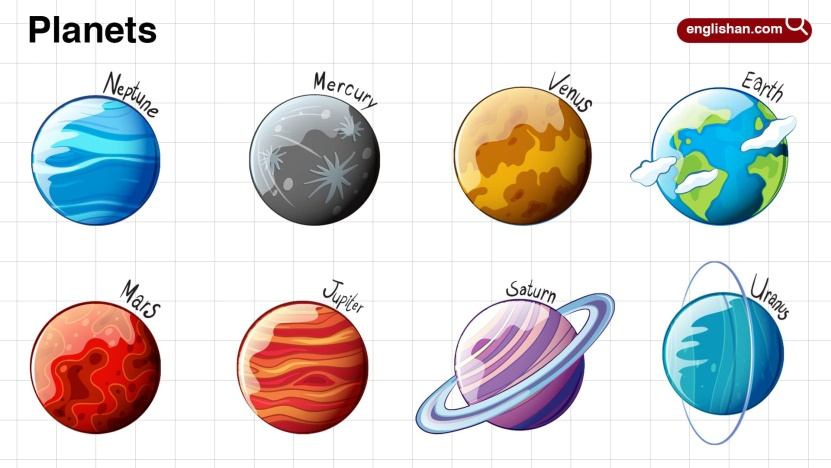 Planets
englishan.com
Neptune
Mercury
Venus
Earth
Mars
Jupiter
Saturn
Uranus